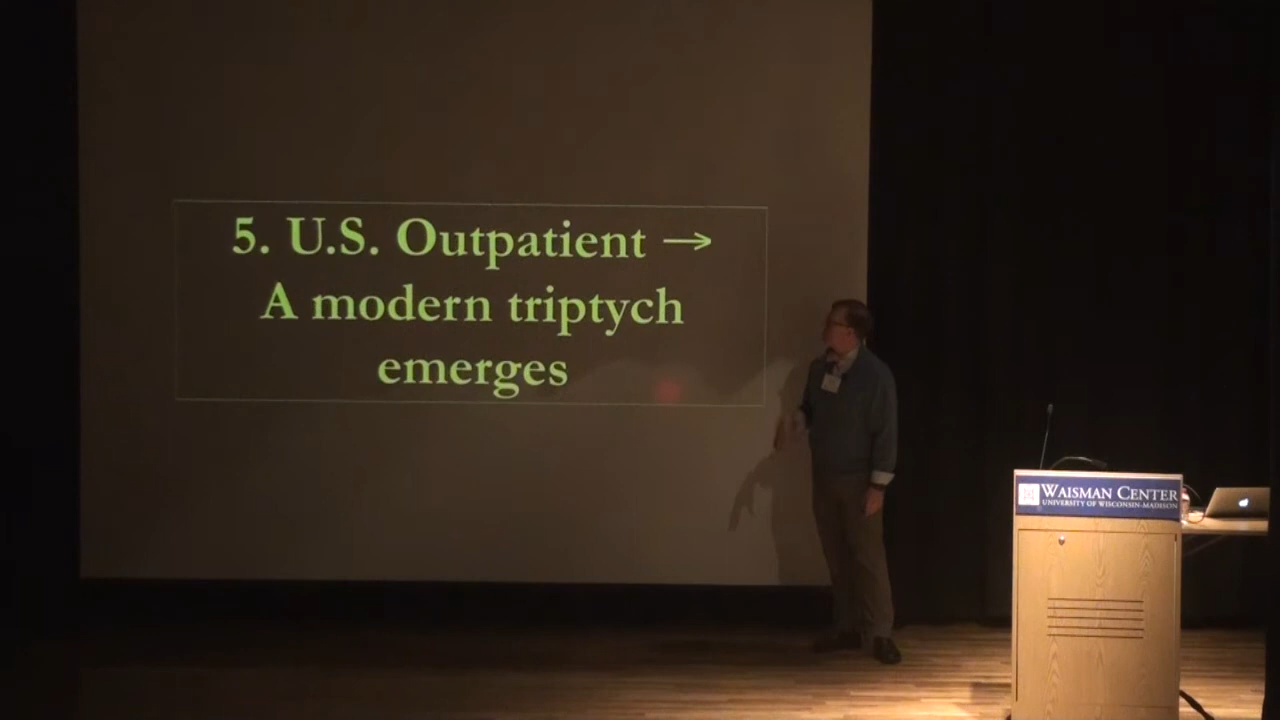 5. U.S. Outpatient →
A modern triptych
emerges
WAISMAN CENTER
UNIVERSITY OF WISCONSIN-MADISON